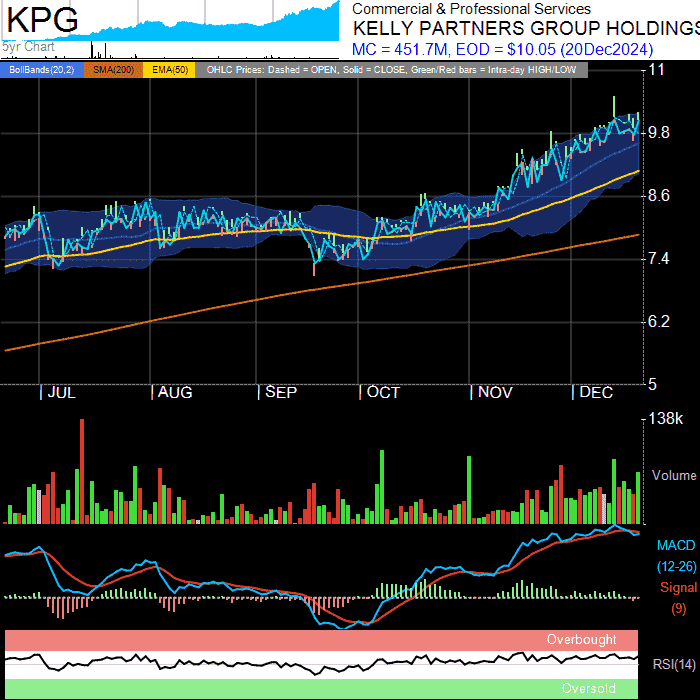 KPG
5yr Chart
Commercial & Professional Services
KELLY PARTNERS GROUP HOLDINGS
MC = 451.7M, EOD = $10.05 (20Dec2024)
BollBands(20,2) SMA(200) EMA(50) OHLC Prices: Dashed = OPEN, Solid = CLOSE, Green/Red bars = Intra-day HIGH/LOW
11
9.8
8.6
7.4
6.2
5
JUL AUG SEP OCT NOV DEC
138k
Volume
MACD
(12-26)
Signal
(9)
Overbought
RSI(14)
Oversold